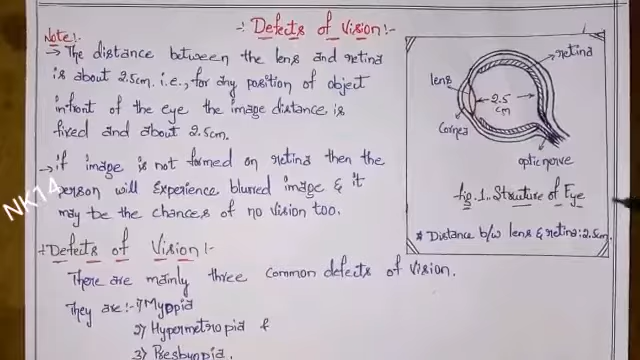 -: Defects of Vision :-
Note:-
→ The distance between the lens and retina
is about 2.5cm. i.e., for any position of object
infront of the eye the image distance is
fixed and about 2.5cm.
→ if image is not formed on retina then the
person will experience blurred image & it
may be the chances of no vision too.
-: Defects of Vision :-
There are mainly three common defects of vision.
They are :- 1) Myopia
2) Hypermetropia &
3) Presbyopia.
retina
lens
2.5
cm
Cornea
optic nerve
fig. 1. Structure of Eye
* Distance b/w lens & retina: 2.5cm.
NK14